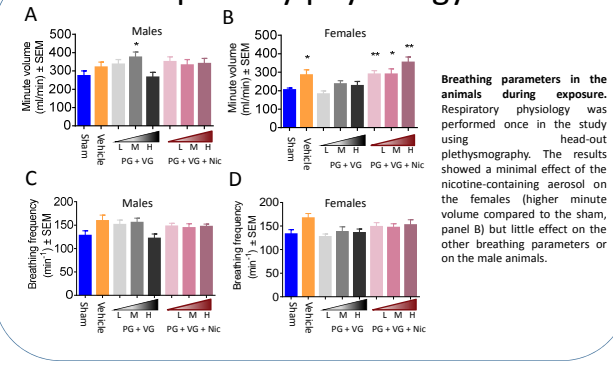 A
Males
Minute volume
(ml/min) ± SEM
500
400
300
200
100
0
*
Sham
Vehicle
L M H
PG + VG
L M H
PG + VG + Nic
B
Females
Minute volume
(ml/min) ± SEM
500
400
300
200
100
0
*
**
*
**
Sham
Vehicle
L M H
PG + VG
L M H
PG + VG + Nic
Breathing parameters in the
animals during exposure.
Respiratory physiology was
performed once in the study
using head-out
plethysmography. The results
showed a minimal effect of the
nicotine-containing aerosol on
the females (higher minute
volume compared to the sham,
panel B) but little effect on the
other breathing parameters or
on the male animals.
C
Males
Breathing frequency
(min⁻¹) ± SEM
200
150
100
50
0
Sham
Vehicle
L M H
PG + VG
L M H
PG + VG + Nic
D
Females
Breathing frequency
(min⁻¹) ± SEM
200
150
100
50
0
Sham
Vehicle
L M H
PG + VG
L M H
PG + VG + Nic